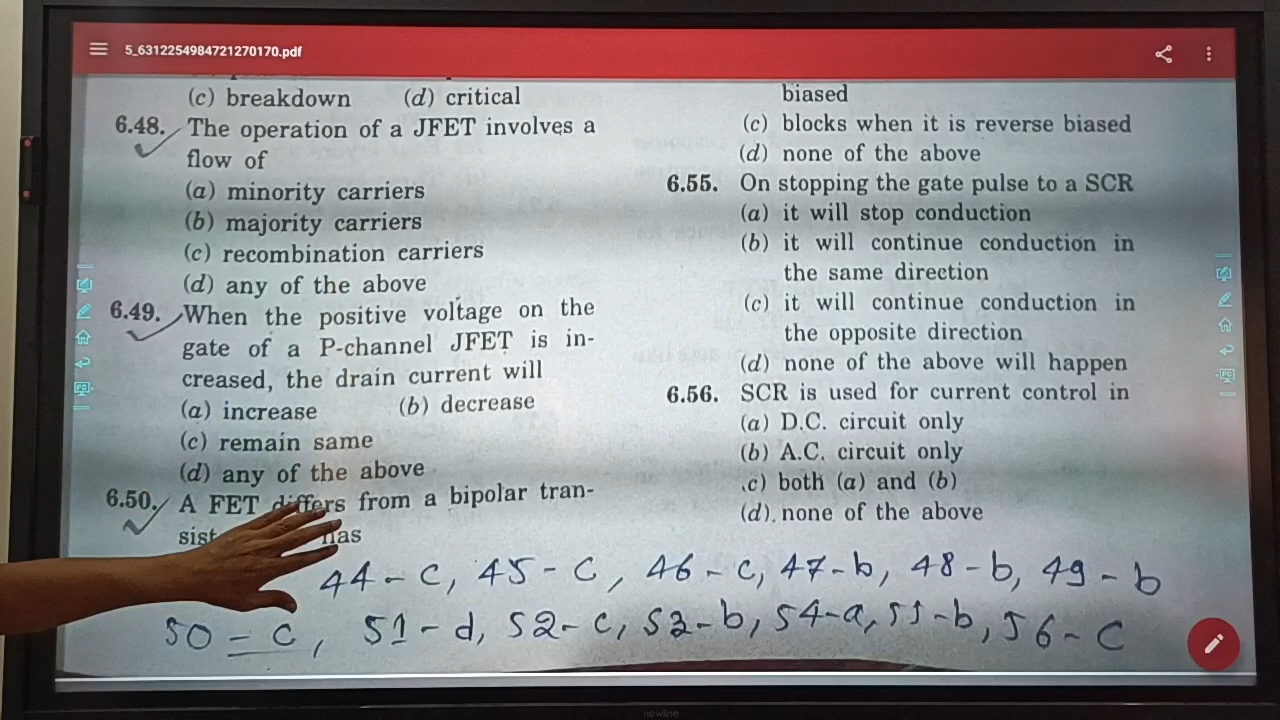 5_6312254984721270170.pdf
(c) breakdown (d) critical
6.48. The operation of a JFET involves a
flow of
(a) minority carriers
(b) majority carriers
(c) recombination carriers
(d) any of the above
6.49. When the positive voltage on the
gate of a P-channel JFET is in-
creased, the drain current will
(a) increase (b) decrease
(c) remain same
(d) any of the above
6.50. A FET differs from a bipolar tran-
sist has
biased
(c) blocks when it is reverse biased
(d) none of the above
6.55. On stopping the gate pulse to a SCR
(a) it will stop conduction
(b) it will continue conduction in
the same direction
(c) it will continue conduction in
the opposite direction
(d) none of the above will happen
6.56. SCR is used for current control in
(a) D.C. circuit only
(b) A.C. circuit only
(c) both (a) and (b)
(d) none of the above
44 - c, 45 - c, 46 - c, 47 - b, 48 - b, 49 - b
50 - c, 51 - d, 52 - c, 53 - b, 54 - a, 55 - b, 56 - c
newline